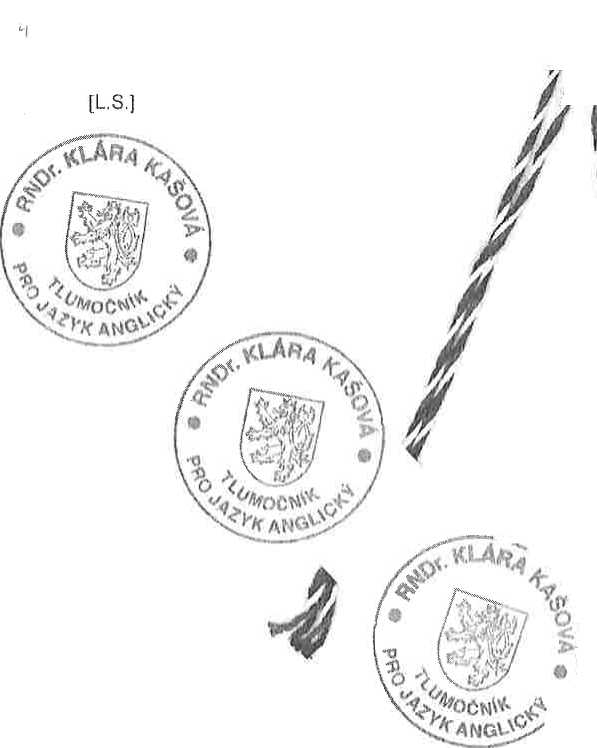 4
[L.S.]
RNDr. KLÁRA KAŠOVÁ
TLUMOČNÍK
PRO JAZYK ANGLICKÝ
RNDr. KLÁRA KAŠOVÁ
TLUMOČNÍK
PRO JAZYK ANGLICKÝ
RNDr. KLÁRA KAŠOVÁ
TLUMOČNÍK
PRO JAZYK ANGLICKÝ